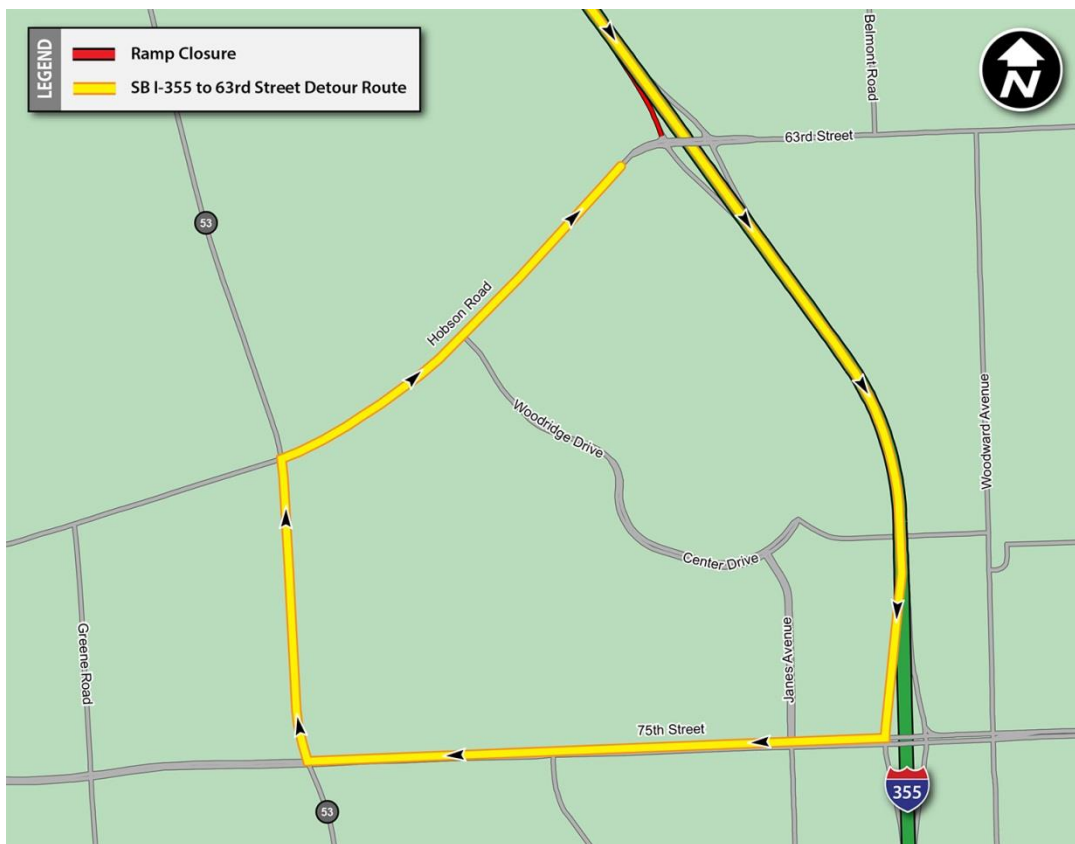 LEGEND
Ramp Closure
SB I-355 to 63rd Street Detour Route
Belmont Road
N
63rd Street
53
Hobson Road
Woodridge Drive
Woodward Avenue
Center Drive
Greene Road
Janes Avenue
75th Street
355
53